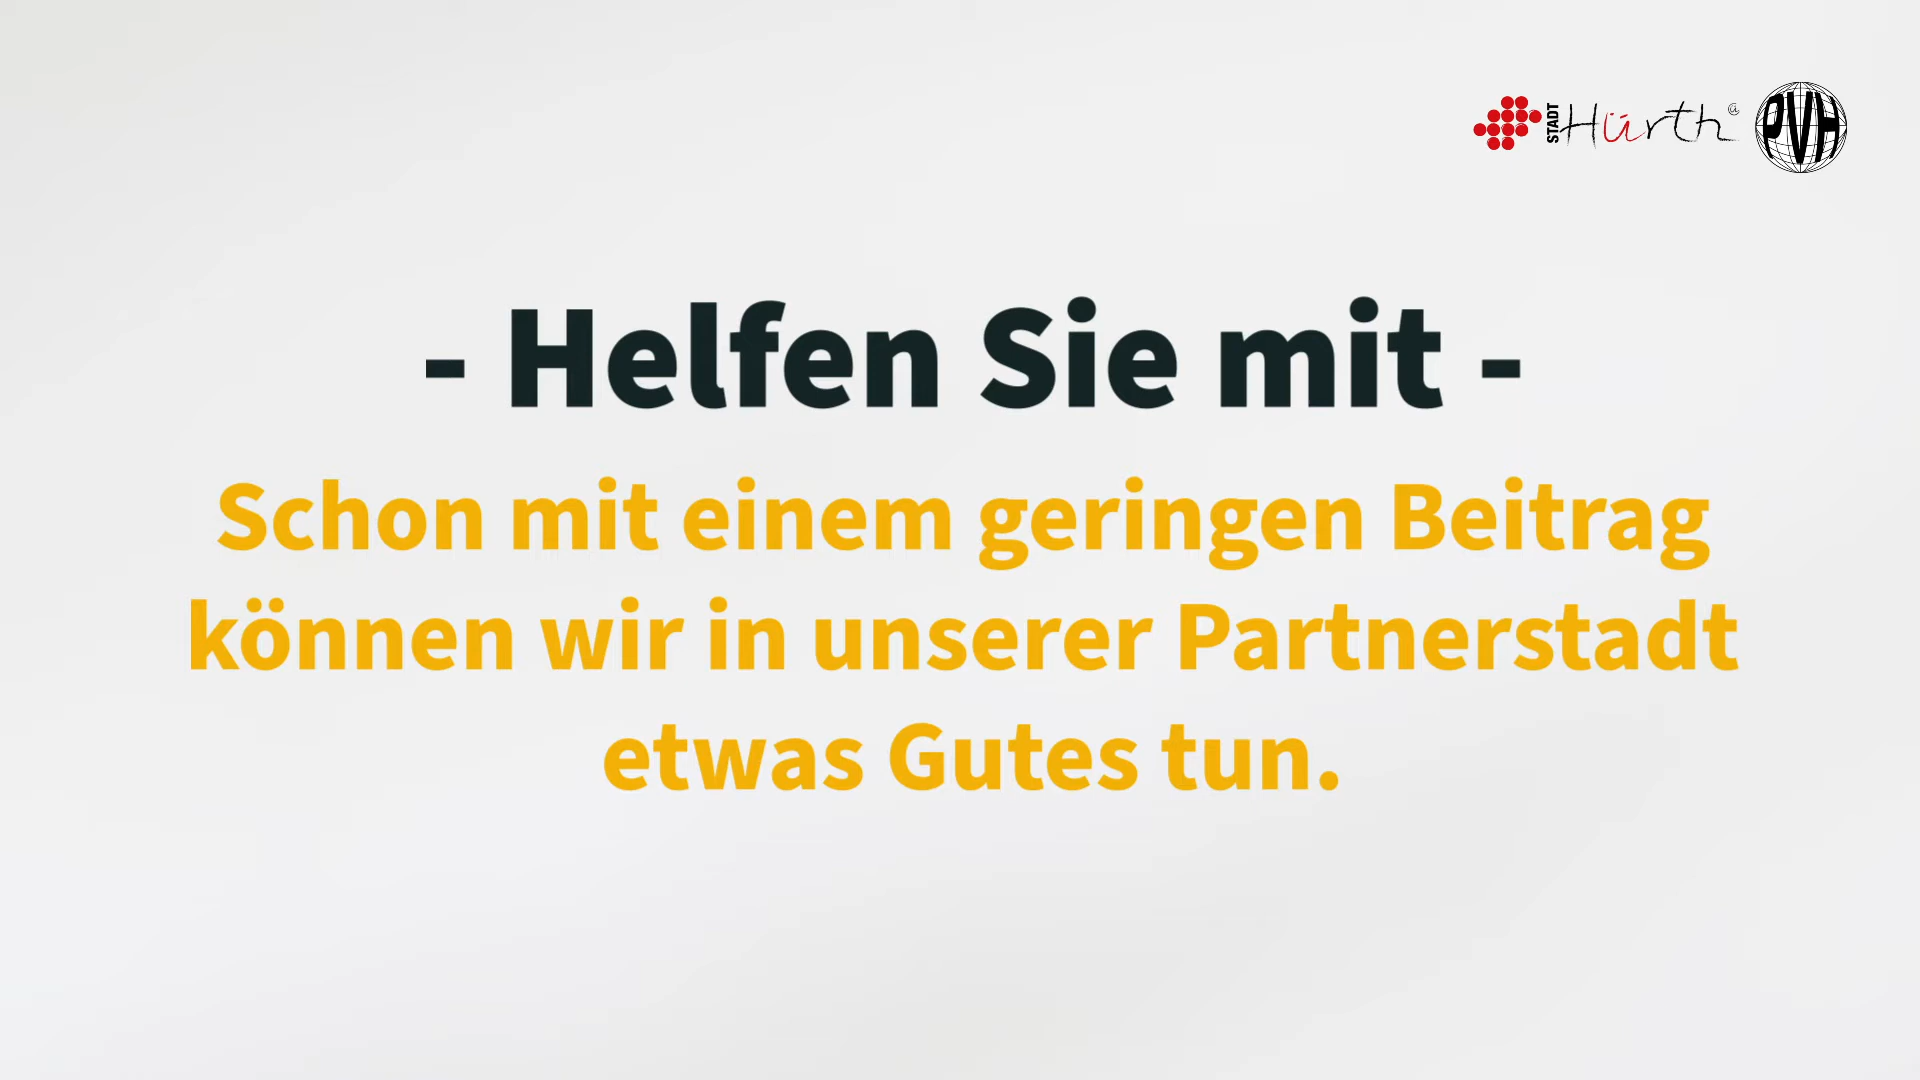 STADT Hürth @ PVH
- Helfen Sie mit -
Schon mit einem geringen Beitrag
können wir in unserer Partnerstadt
etwas Gutes tun.